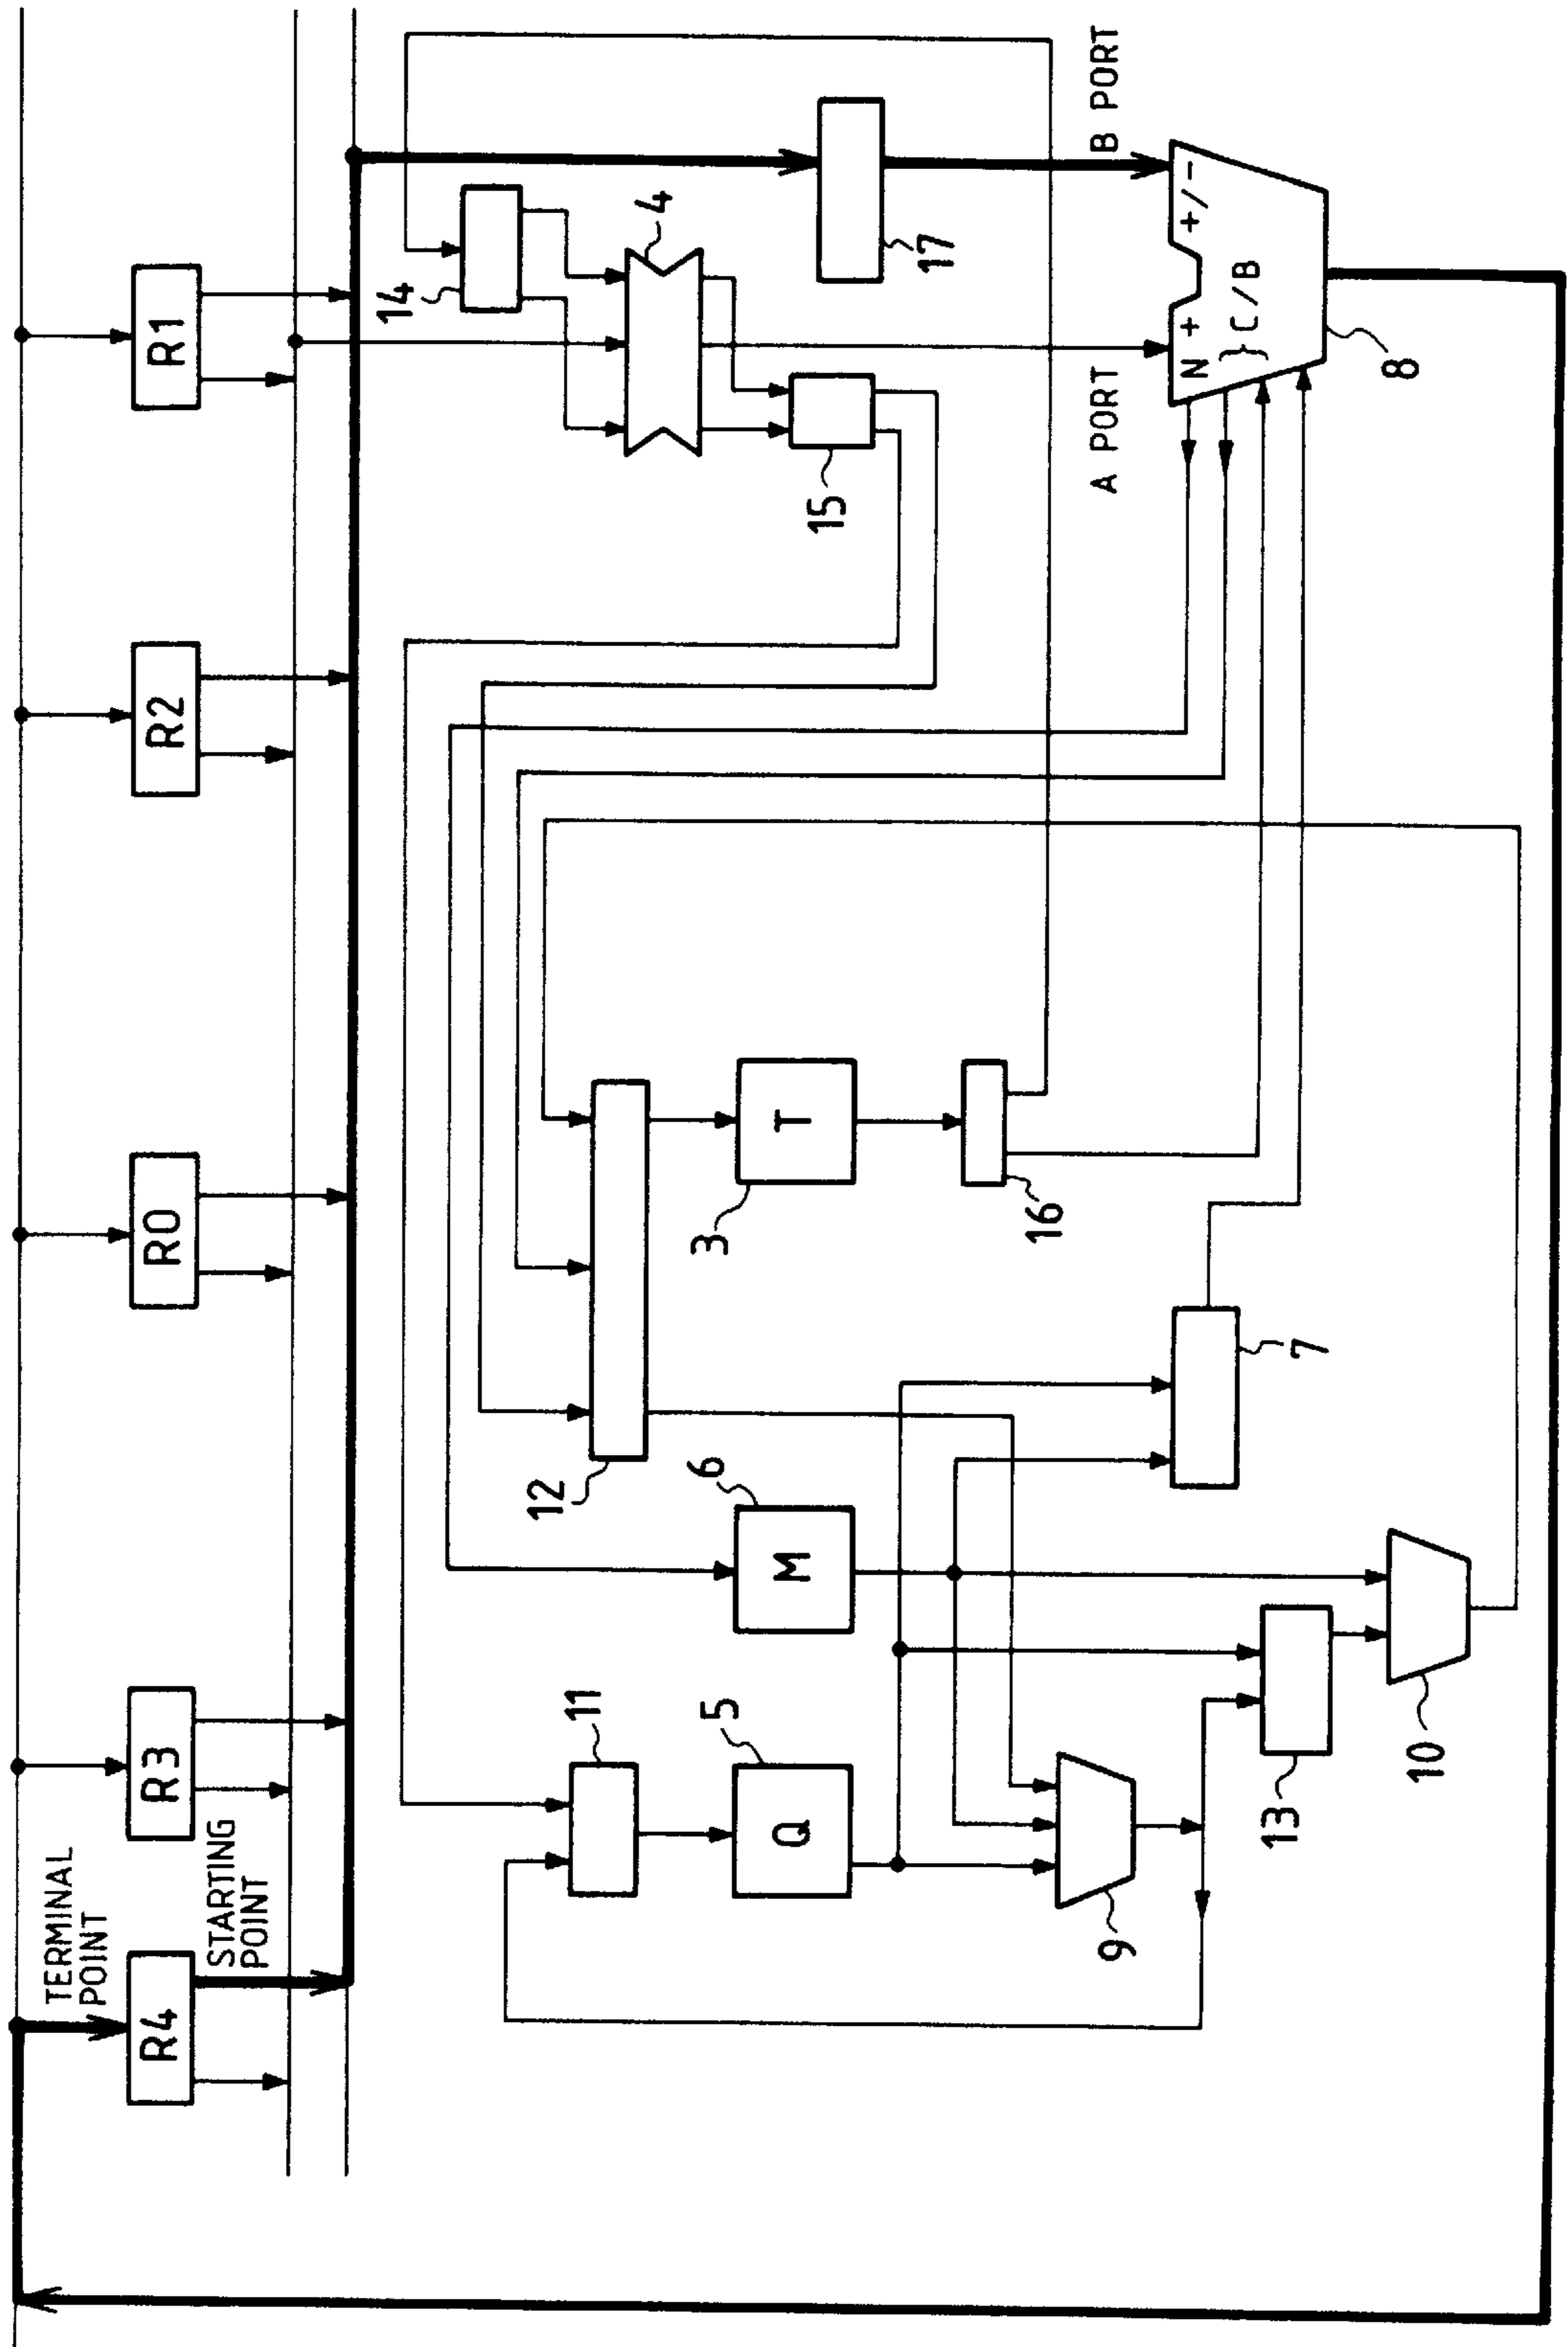 TERMINAL
POINT
R4
STARTING
POINT
R3
R0
R2
R1
14
4
15
17
A PORT
B PORT
N + +/-
} C/B
8
11
5
Q
6
M
12
3
T
16
7
9
13
10